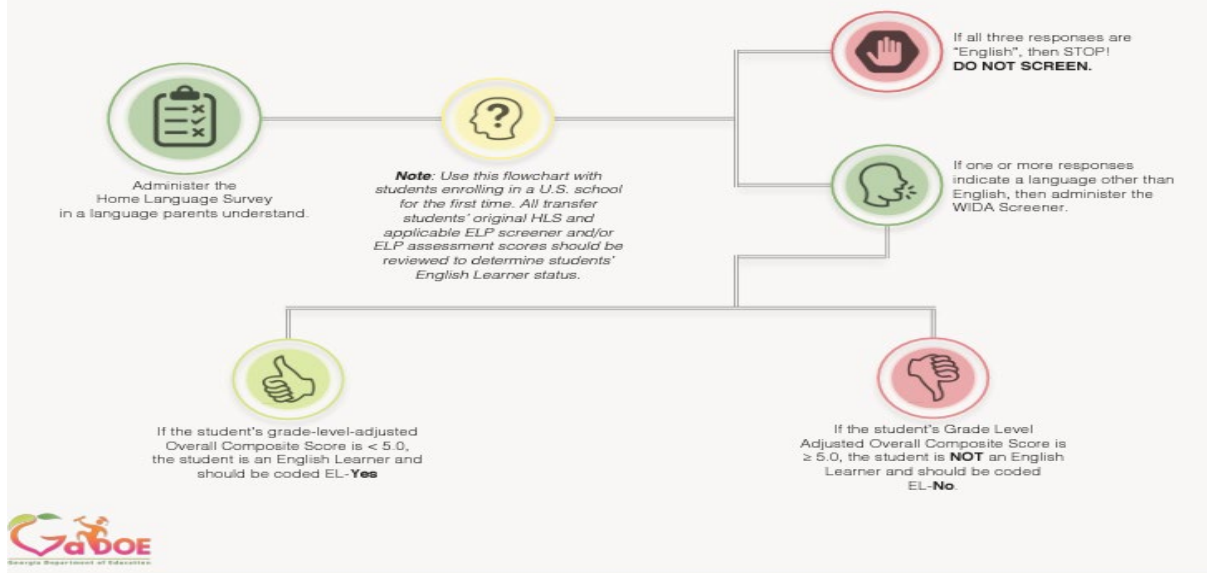 Administer the
Home Language Survey
in a language parents understand.
Note: Use this flowchart with
students enrolling in a U.S. school
for the first time. All transfer
students' original HLS and
applicable ELP screener and/or
ELP assessment scores should be
reviewed to determine students'
English Learner status.
If all three responses are
"English", then STOP!
DO NOT SCREEN.
If one or more responses
indicate a language other than
English, then administer the
WIDA Screener.
If the student's grade-level-adjusted
Overall Composite Score is < 5.0,
the student is an English Learner and
should be coded EL-Yes
If the student's Grade Level
Adjusted Overall Composite Score is
≥ 5.0, the student is NOT an English
Learner and should be coded
EL-No.
GaDOE
Georgia Department of Education